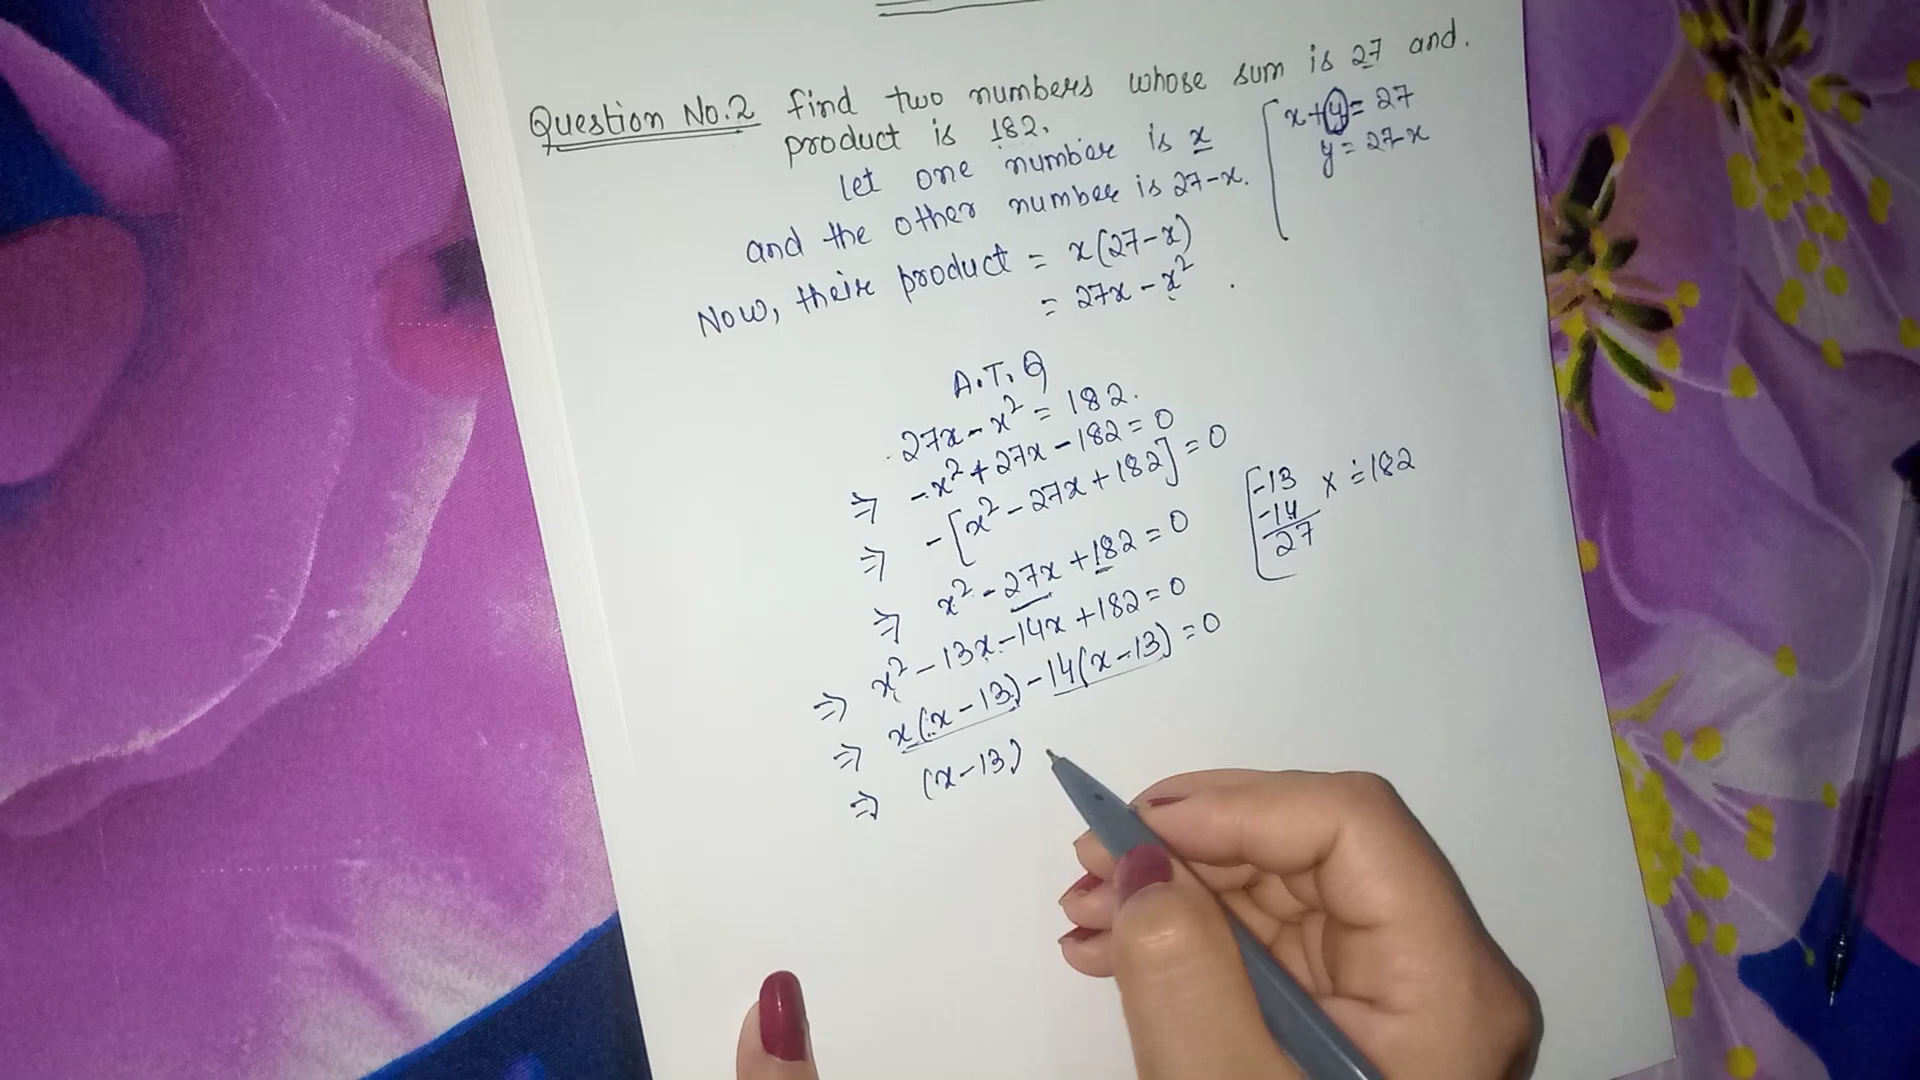 Question No.2 find two numbers whose sum is 27 and.
product is 182.
let one number is x
and the other number is 27-x.
[ x+y = 27
y = 27-x
Now, their product = x(27-x)
= 27x - x²
A.T.Q
27x - x² = 182.
⇒ -x² + 27x - 182 = 0
⇒ -[x² - 27x + 182] = 0
⇒ x² - 27x + 182 = 0
[ -13
-14 x = 182
27
⇒ x² - 13x - 14x + 182 = 0
⇒ x(x - 13) - 14(x - 13) = 0
⇒ (x - 13)